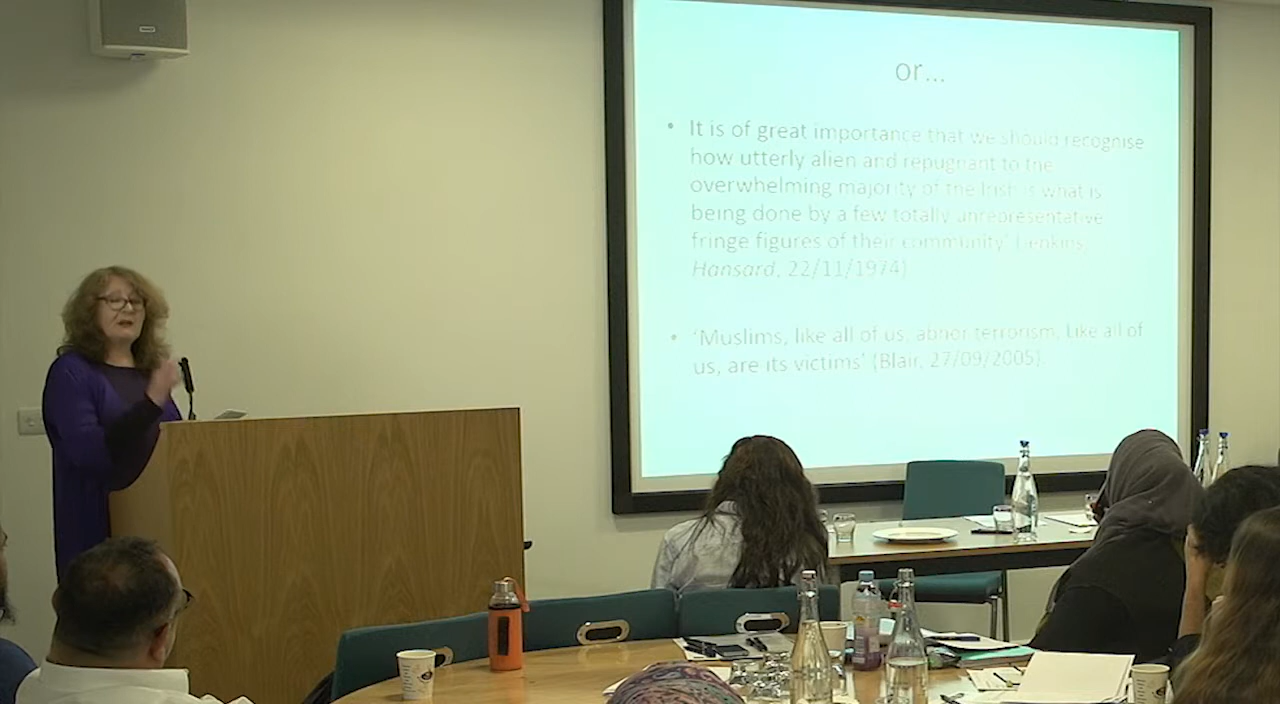 or...
• It is of great importance that we should recognise
how utterly alien and repugnant to the
overwhelming majority of the Irish is what is
being done by a few totally unrepresentative
fringe figures of their community' (Jenkins,
Hansard, 22/11/1974)
• 'Muslims, like all of us, abhor terrorism. Like all of
us, are its victims' (Blair, 27/09/2005).